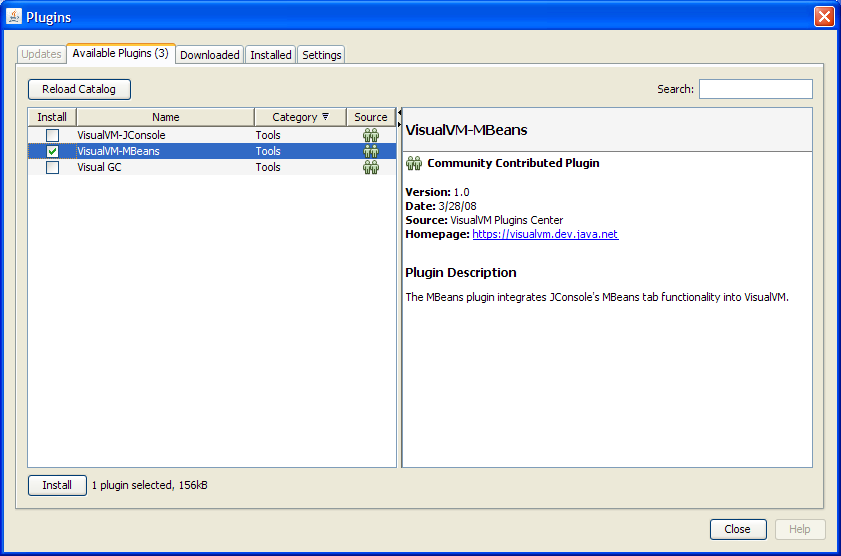 Plugins
Updates Available Plugins (3) Downloaded Installed Settings
Reload Catalog Search:
Install Name Category Source
VisualVM-JConsole Tools
VisualVM-MBeans Tools
Visual GC Tools
VisualVM-MBeans
Community Contributed Plugin
Version: 1.0
Date: 3/28/08
Source: VisualVM Plugins Center
Homepage: https://visualvm.dev.java.net
Plugin Description
The MBeans plugin integrates JConsole's MBeans tab functionality into VisualVM.
Install 1 plugin selected, 156kB
Close Help